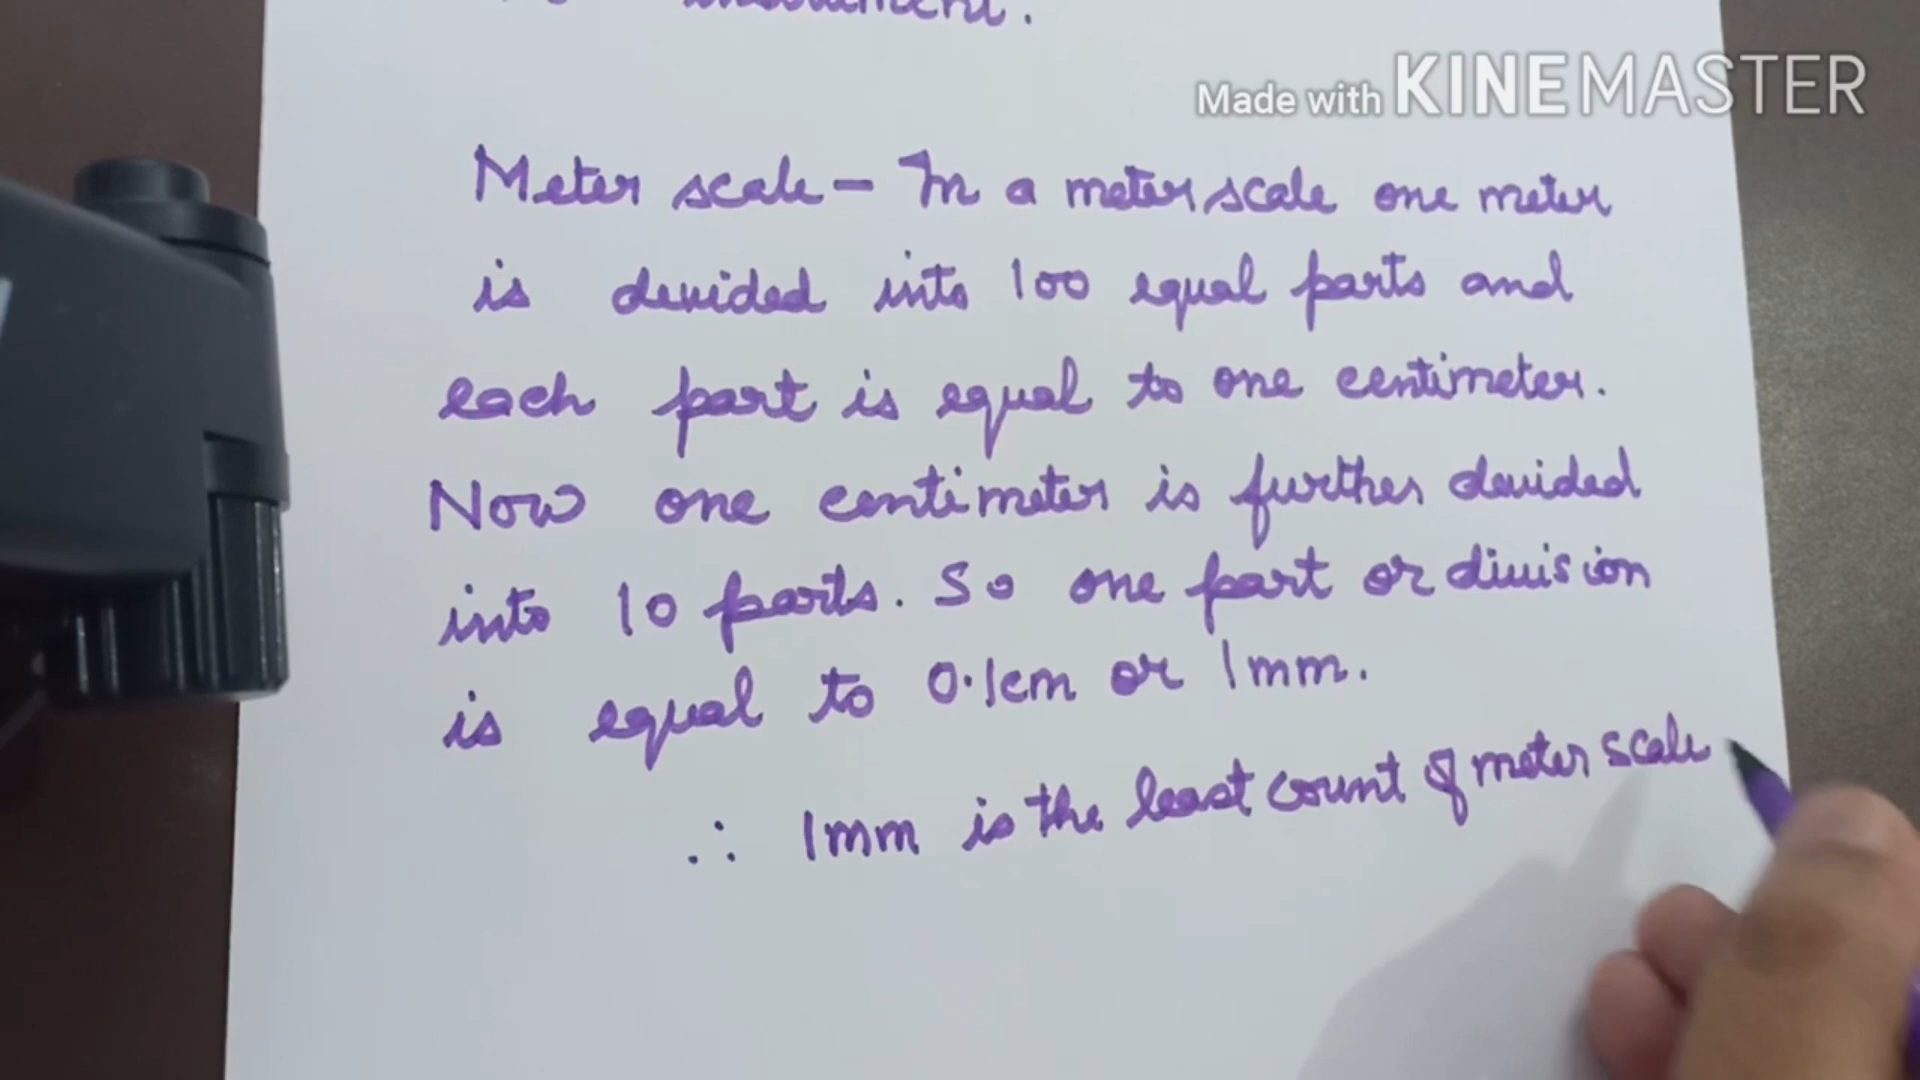 instrument.
Made with KINEMASTER
Meter scale - In a meter scale one meter
is devided into 100 equal parts and
each part is equal to one centimeter.
Now one centimeter is further devided
into 10 parts. So one part or division
is equal to 0.1cm or 1mm.
∴ 1mm is the least count of meter scale